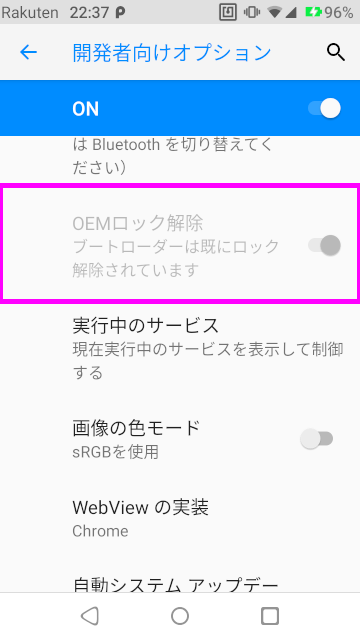 Rakuten 22:37 96%
開発者向けオプション
ON
は Bluetooth を切り替えてく
ださい)
OEMロック解除
ブートローダーは既にロック
解除されています
実行中のサービス
現在実行中のサービスを表示して制御
する
画像の色モード
sRGBを使用
WebView の実装
Chrome
自動システム アップデー